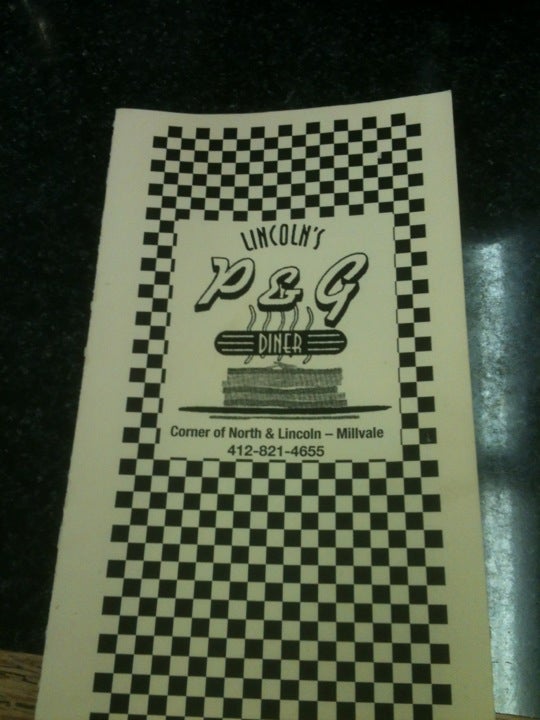 LINCOLN'S
P & G
DINER
Corner of North & Lincoln – Millvale
412-821-4655